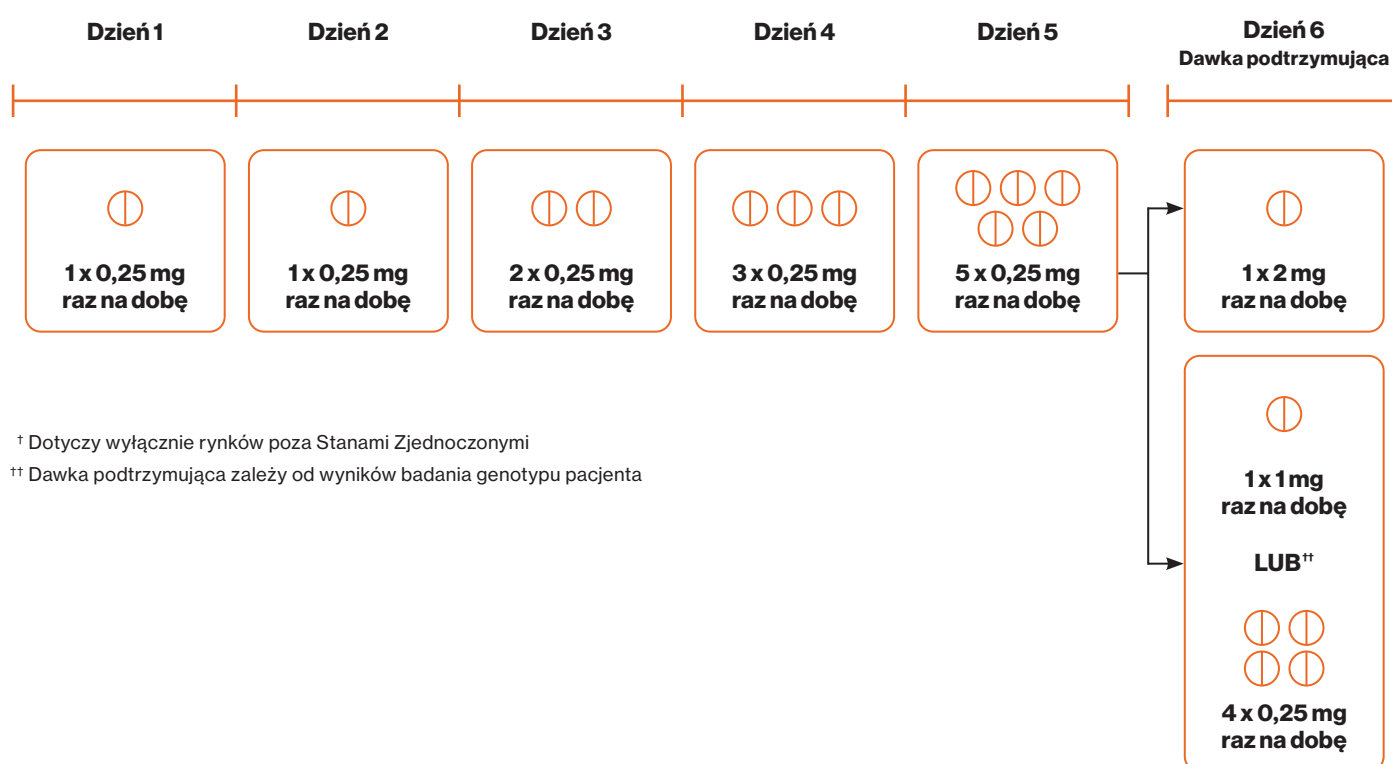 Dzień 1
Dzień 2
Dzień 3
Dzień 4
Dzień 5
Dzień 6
Dawka podtrzymująca
1 x 0,25 mg
raz na dobę
1 x 0,25 mg
raz na dobę
2 x 0,25 mg
raz na dobę
3 x 0,25 mg
raz na dobę
5 x 0,25 mg
raz na dobę
1 x 2 mg
raz na dobę
1 x 1 mg
raz na dobę
LUB††
4 x 0,25 mg
raz na dobę
† Dotyczy wyłącznie rynków poza Stanami Zjednoczonymi
†† Dawka podtrzymująca zależy od wyników badania genotypu pacjenta